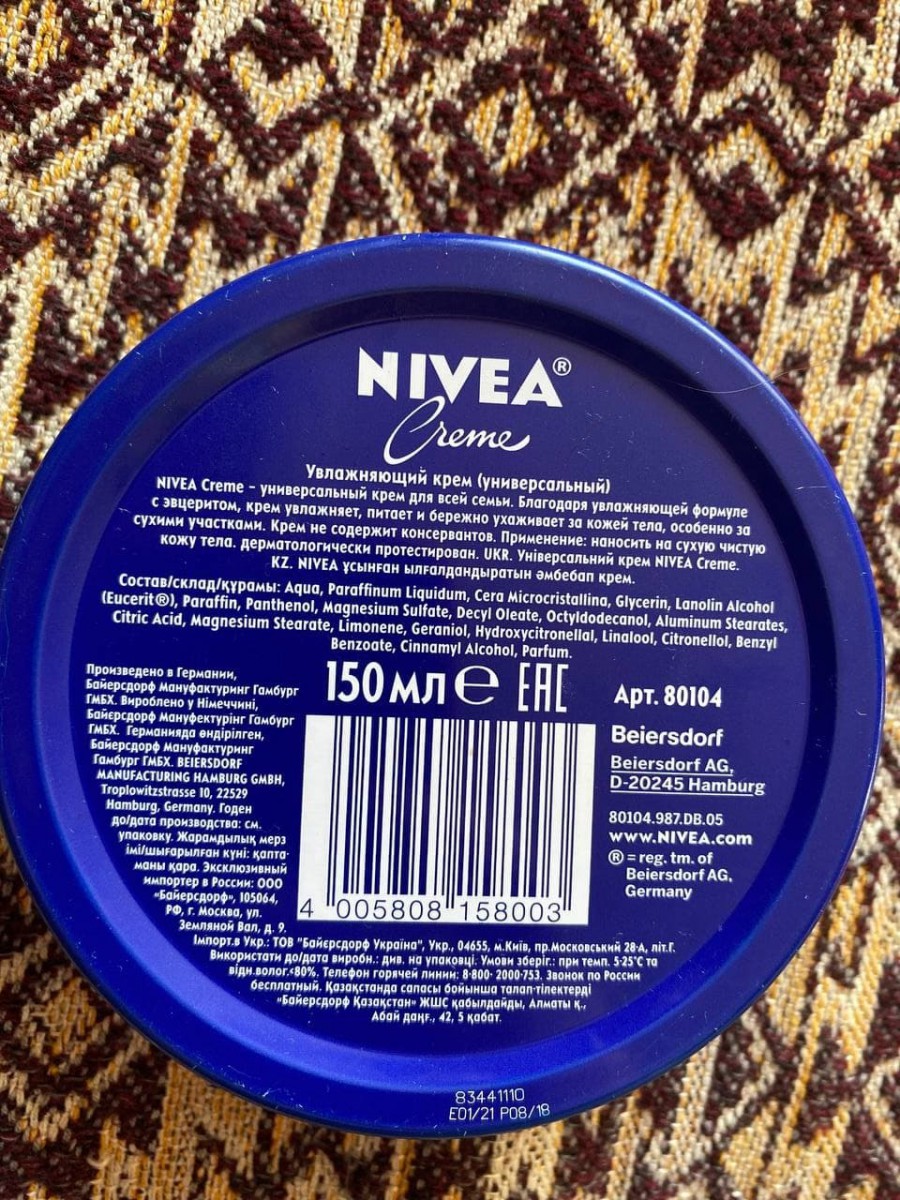 NIVEA®
Creme
Увлажняющий крем (универсальный)
NIVEA Creme – универсальный крем для всей семьи. Благодаря увлажняющей формуле
с эвцеритом, крем увлажняет, питает и бережно ухаживает за кожей тела, особенно за
сухими участками. Крем не содержит консервантов. Применение: наносить на сухую чистую
кожу тела. дерматологически протестирован. UKR. Універсальний крем NIVEA Creme.
KZ. NIVEA ұсынған ылғалдандыратын әмбебап крем.
Состав/склад/құрамы: Aqua, Paraffinum Liquidum, Cera Microcristallina, Glycerin, Lanolin Alcohol
(Eucerit®), Paraffin, Panthenol, Magnesium Sulfate, Decyl Oleate, Octyldodecanol, Aluminum Stearates,
Citric Acid, Magnesium Stearate, Limonene, Geraniol, Hydroxycitronellal, Linalool, Citronellol, Benzyl
Benzoate, Cinnamyl Alcohol, Parfum.
150 мл e EAC
Арт. 80104
Произведено в Германии,
Байерсдорф Мануфактуринг Гамбург
ГМБХ. Вироблено у Німеччині,
Байєрсдорф Мануфектурінг Гамбург
ГМБХ. Германияда өндірілген,
Байерсдорф Мануфактуринг
Гамбург ГМБХ. BEIERSDORF
MANUFACTURING HAMBURG GMBH,
Troplowitzstrasse 10, 22529
Hamburg, Germany. Годен
до/дата производства: см.
упаковку. Жарамдылық мерз
імі/шығарылған күні: қапта-
маны қара. Эксклюзивный
импортер в России: ООО
«Байерсдорф», 105064,
РФ, г. Москва, ул.
Земляной Вал, д. 9.
Beiersdorf
Beiersdorf AG,
D-20245 Hamburg
80104.987.DB.05
www.NIVEA.com
® = reg. tm. of
Beiersdorf AG,
Germany
4 005808 158003
Імпорт.в Укр.: ТОВ "Байєрсдорф Україна", Укр., 04655, м.Київ, пр.Московський 28-А, літ.Г.
Використати до/дата виробн.: див. на упаковці. Умови зберіг.: при темп. 5-25°C та
відн.волог.<80%. Телефон горячей линии: 8-800- 2000-753. Звонок по России
бесплатный. Қазақстанда сапасы бойынша талап-тілектерді
«Байерсдорф Қазақстан» ЖШС қабылдайды, Алматы қ.,
Абай даңғ., 42, 5 қабат.
83441110
E01/21 P08/18